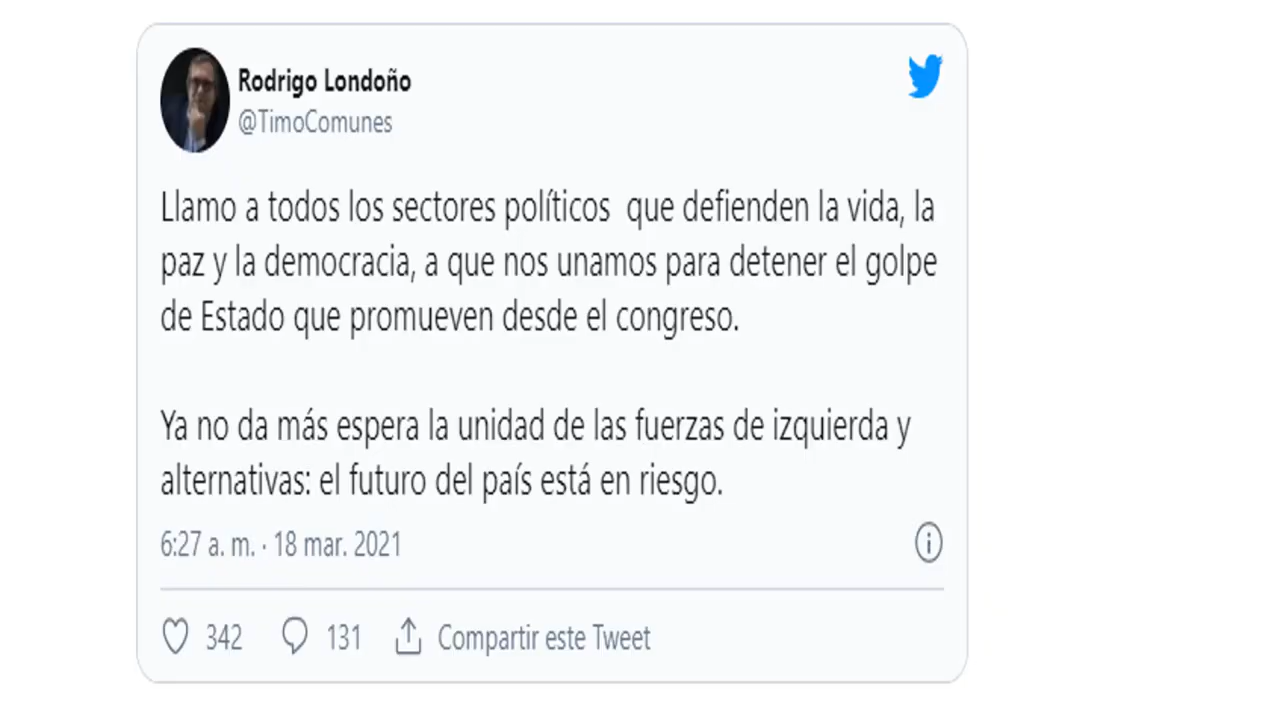 Rodrigo Londoño
@TimoComunes
Llamo a todos los sectores políticos  que defienden la vida, la
paz y la democracia, a que nos unamos para detener el golpe
de Estado que promueven desde el congreso.
Ya no da más espera la unidad de las fuerzas de izquierda y
alternativas: el futuro del país está en riesgo.
6:27 a. m. · 18 mar. 2021
342 131 Compartir este Tweet